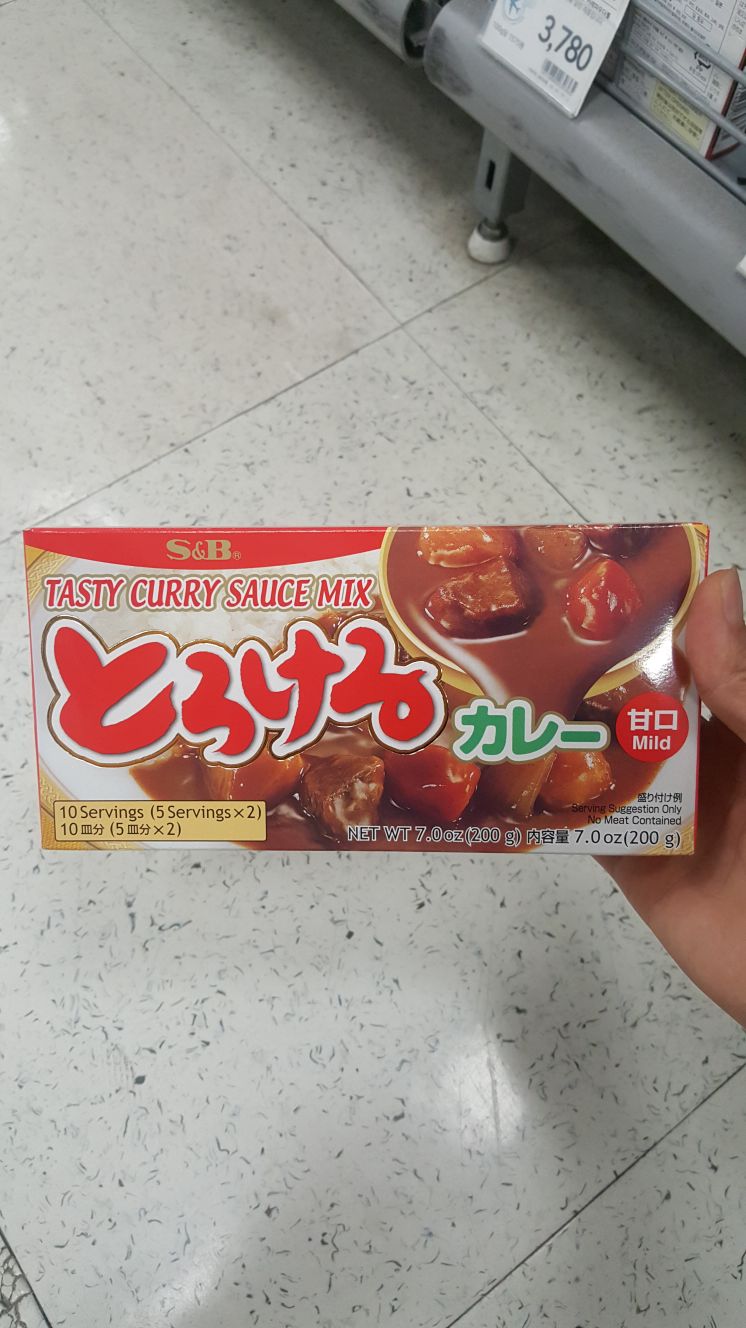 3,780
S&B®
TASTY CURRY SAUCE MIX
とろける
カレー
甘口
Mild
10 Servings (5 Servings×2)
10皿分 (5皿分×2)
盛り付け例
Serving Suggestion Only
No Meat Contained
NET WT 7.0 oz (200 g) 内容量 7.0 oz (200 g)